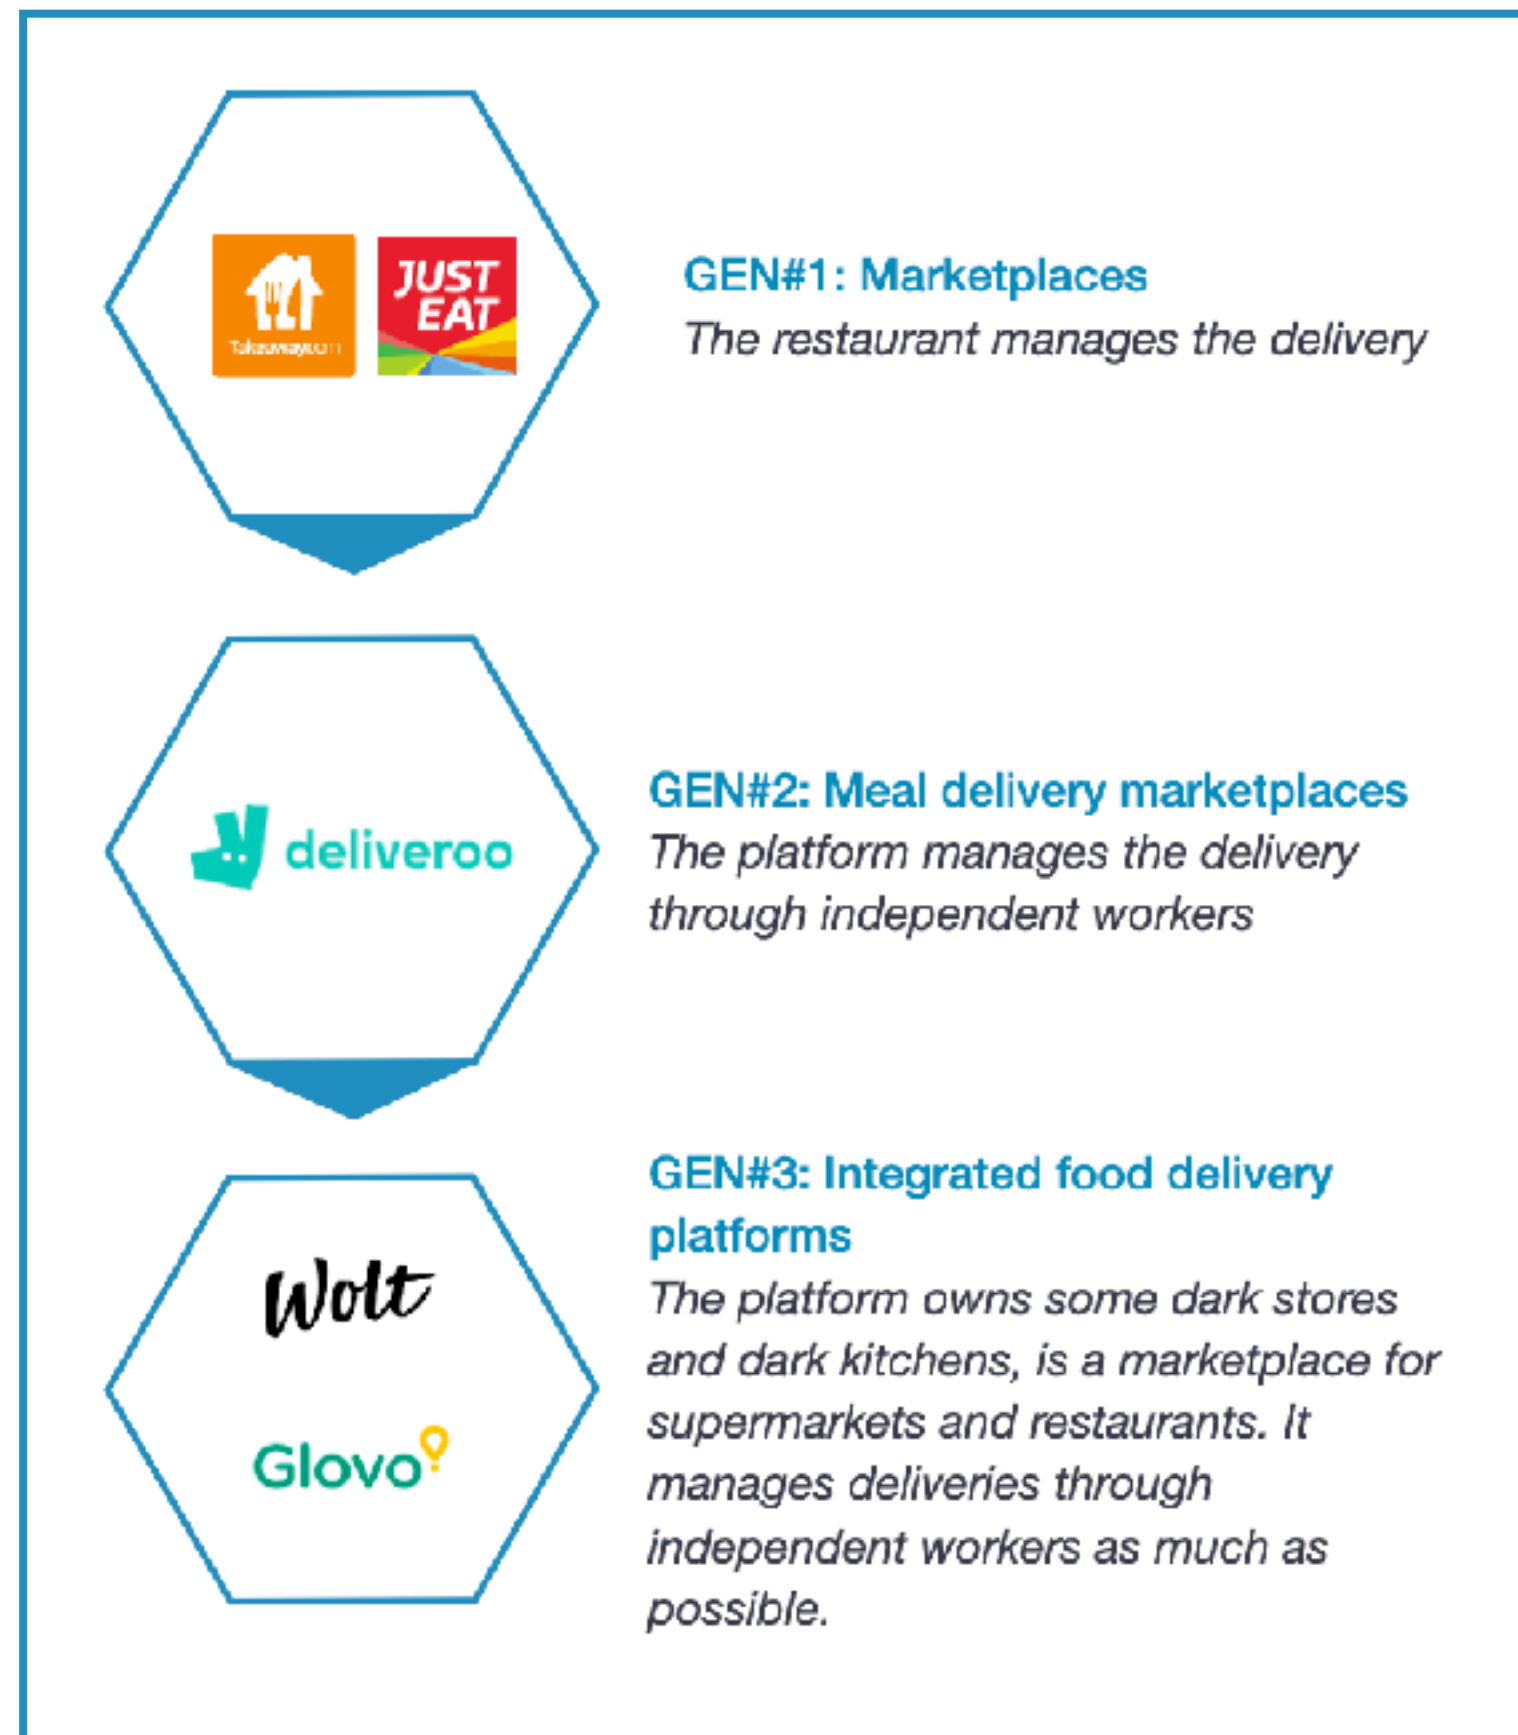 Takeaway.com
JUST
EAT
GEN#1: Marketplaces
The restaurant manages the delivery
deliveroo
GEN#2: Meal delivery marketplaces
The platform manages the delivery
through independent workers
Wolt
Glovo
GEN#3: Integrated food delivery
platforms
The platform owns some dark stores
and dark kitchens, is a marketplace for
supermarkets and restaurants. It
manages deliveries through
independent workers as much as
possible.